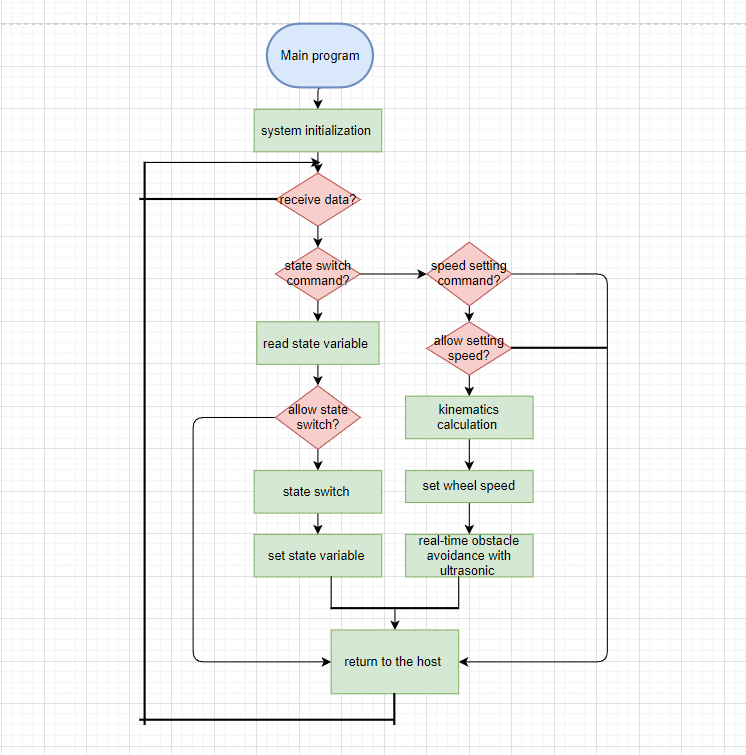 Main program
system initialization
receive data?
state switch
command?
speed setting
command?
read state variable
allow setting
speed?
allow state
switch?
kinematics
calculation
state switch
set wheel speed
set state variable
real-time obstacle
avoidance with
ultrasonic
return to the host